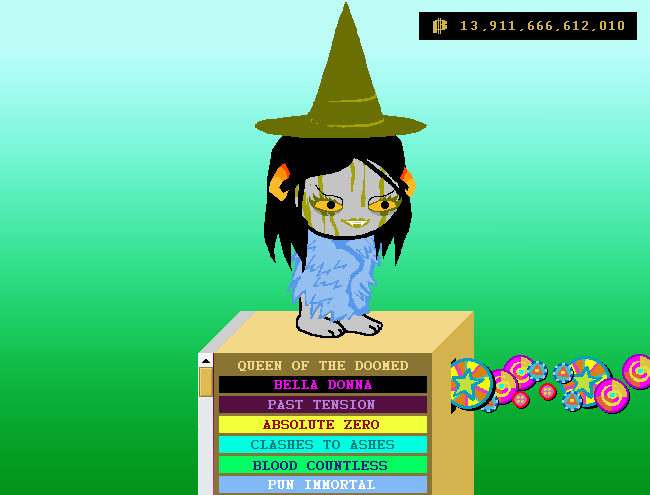 13,911,666,612,010
QUEEN OF THE DOOMED
BELLA DONNA
PAST TENSION
ABSOLUTE ZERO
CLASHES TO ASHES
BLOOD COUNTLESS
PUN IMMORTAL